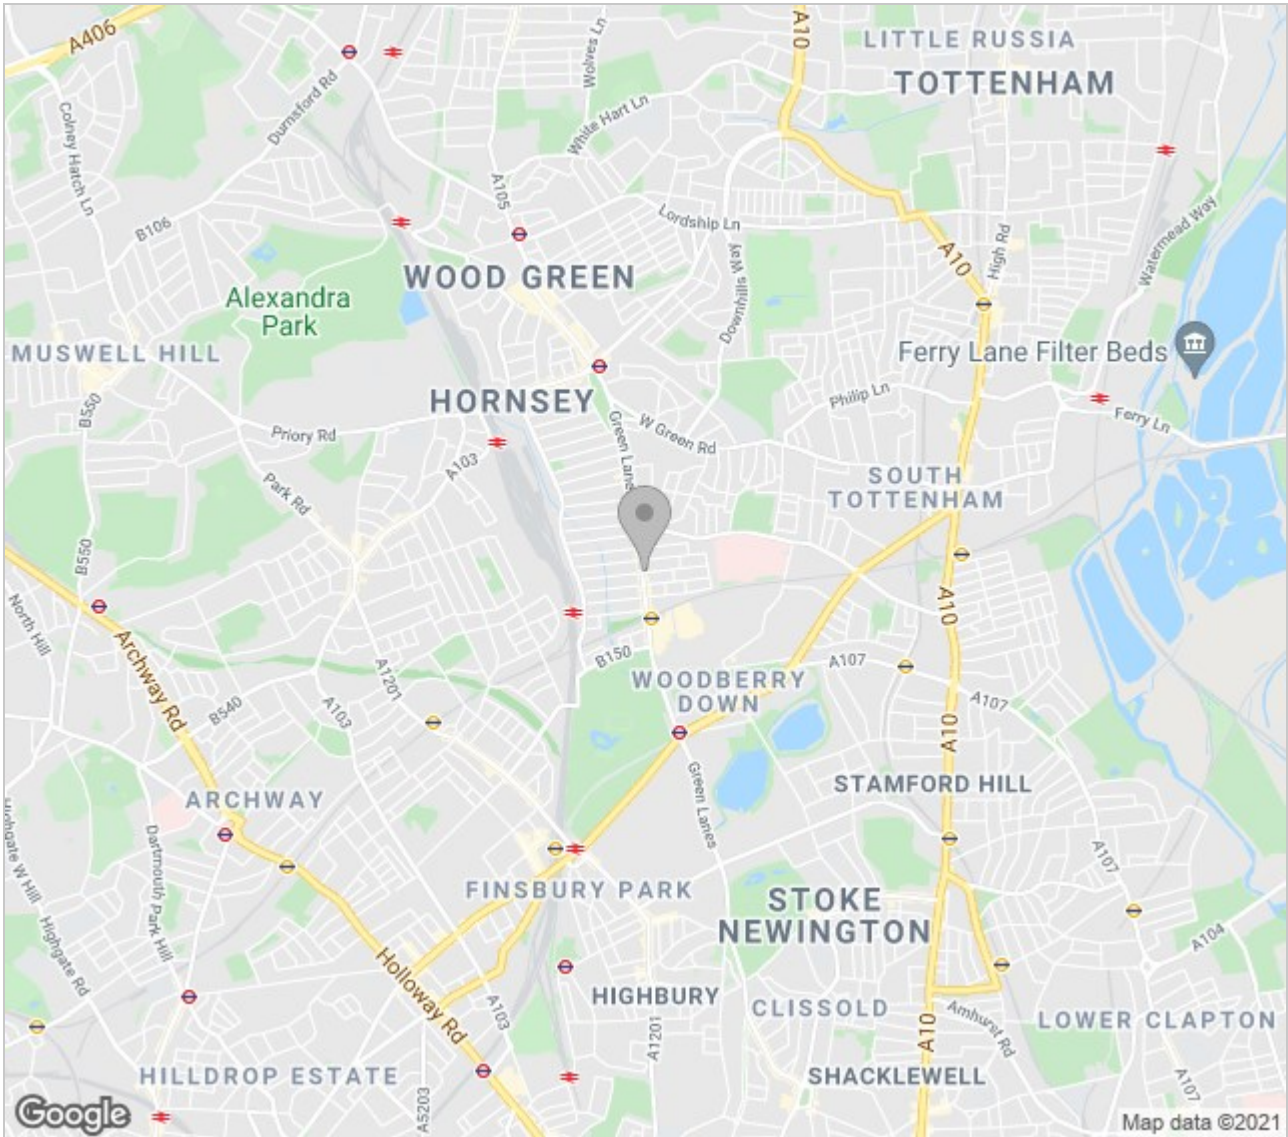 A406
A10
LITTLE RUSSIA
TOTTENHAM
Colney Hatch Ln
Durnsford Rd
Wolves Ln
White Hart Ln
A105
B106
Lordship Ln
Downhills Way
A10
High Rd
Watermead Way
WOOD GREEN
Alexandra
Park
MUSWELL HILL
B550
HORNSEY
Priory Rd
A103
Park Rd
Green Lanes
W Green Rd
Philip Ln
Ferry Lane Filter Beds
Ferry Ln
SOUTH
TOTTENHAM
B550
North Hill
Archway Rd
A1201
B540
A103
B150
WOODBERRY
DOWN
A107
A10
A107
A10
Green Lanes
STAMFORD HILL
ARCHWAY
Highgate W Hill
Dartmouth Park Hill
Highgate Rd
FINSBURY PARK
STOKE
NEWINGTON
A107
A104
Holloway Rd
A103
HIGHBURY
A1201
CLISSOLD
A10
Amhurst Rd
LOWER CLAPTON
HILLDROP ESTATE
A5203
SHACKLEWELL
A107
Google
Map data ©2021